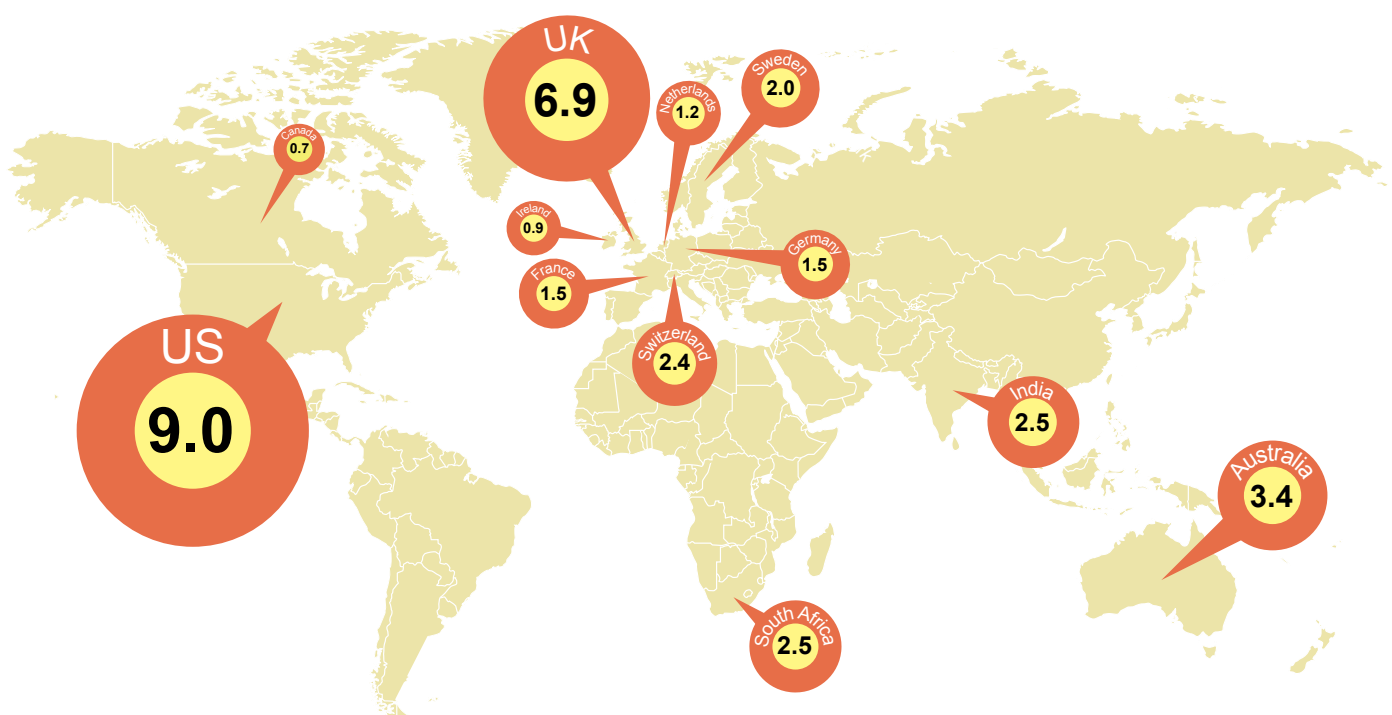 UK
6.9
Sweden
2.0
Netherlands
1.2
Canada
0.7
Ireland
0.9
Germany
1.5
France
1.5
US
9.0
Switzerland
2.4
India
2.5
Australia
3.4
South Africa
2.5